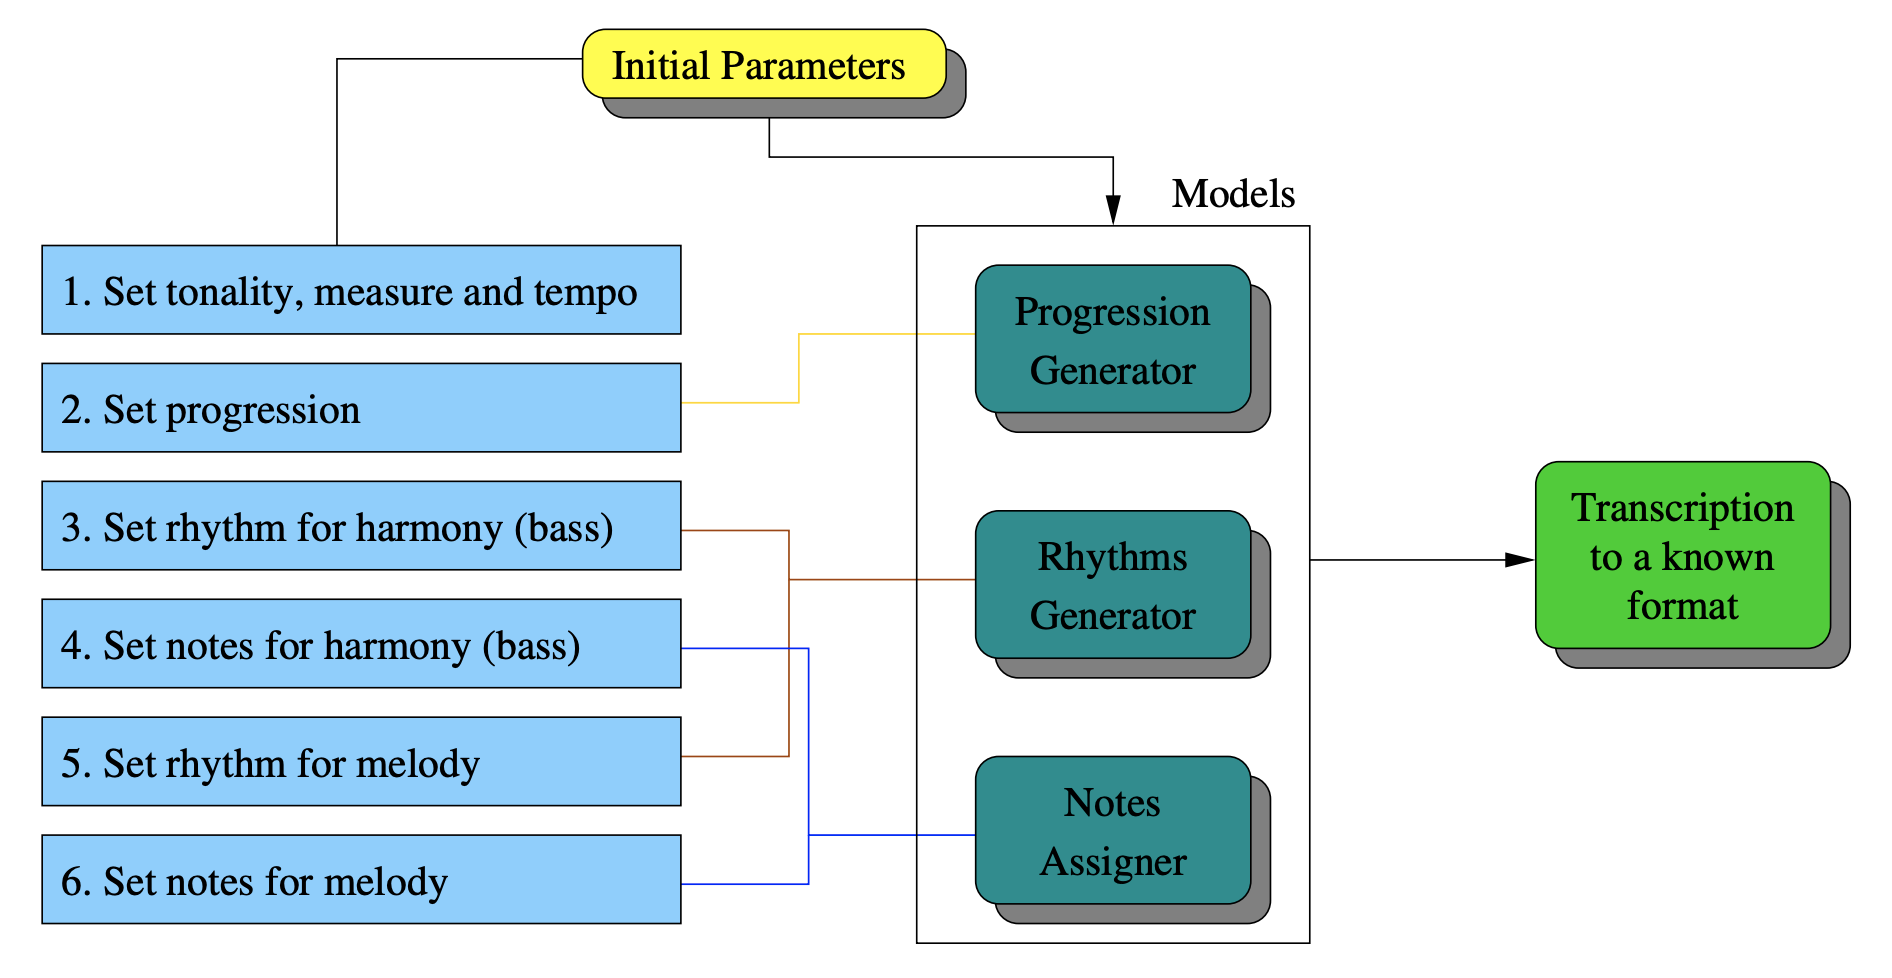 Initial Parameters
Models
1. Set tonality, measure and tempo
2. Set progression
3. Set rhythm for harmony (bass)
4. Set notes for harmony (bass)
5. Set rhythm for melody
6. Set notes for melody
Progression
Generator
Rhythms
Generator
Notes
Assigner
Transcription
to a known
format